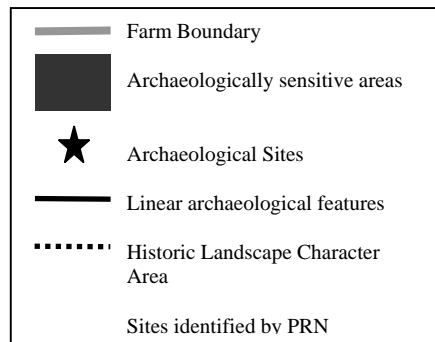 Farm Boundary
Archaeologically sensitive areas
Archaeological Sites
Linear archaeological features
Historic Landscape Character
Area
Sites identified by PRN